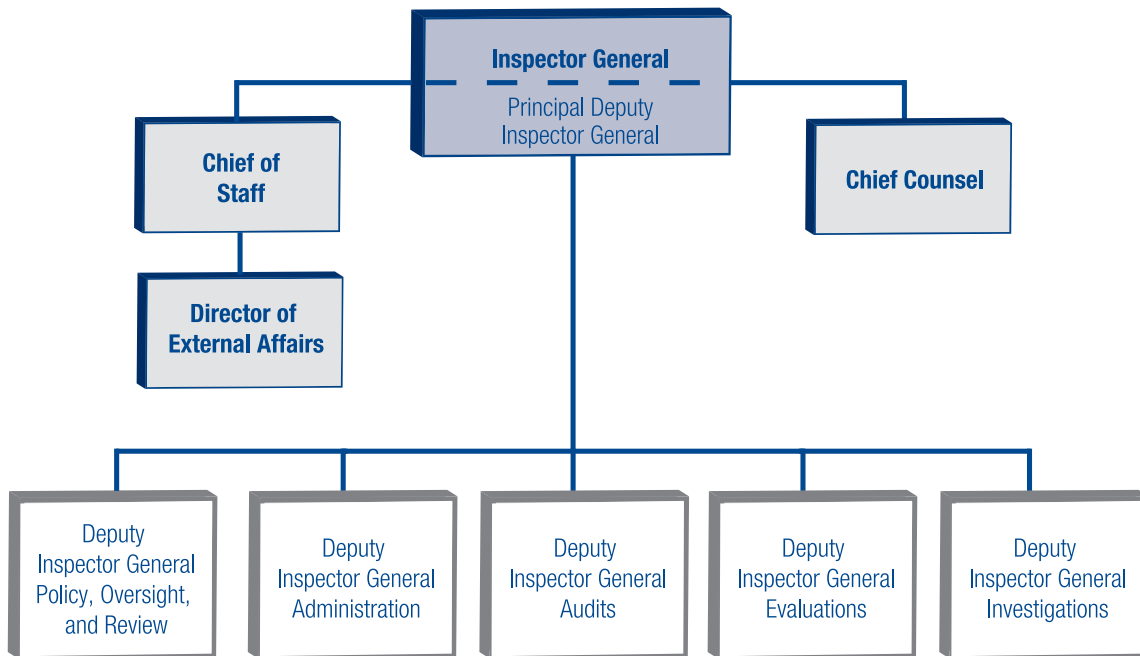 Inspector General
Principal Deputy
Inspector General
Chief of
Staff
Chief Counsel
Director of
External Affairs
Deputy
Inspector General
Policy, Oversight,
and Review
Deputy
Inspector General
Administration
Deputy
Inspector General
Audits
Deputy
Inspector General
Evaluations
Deputy
Inspector General
Investigations